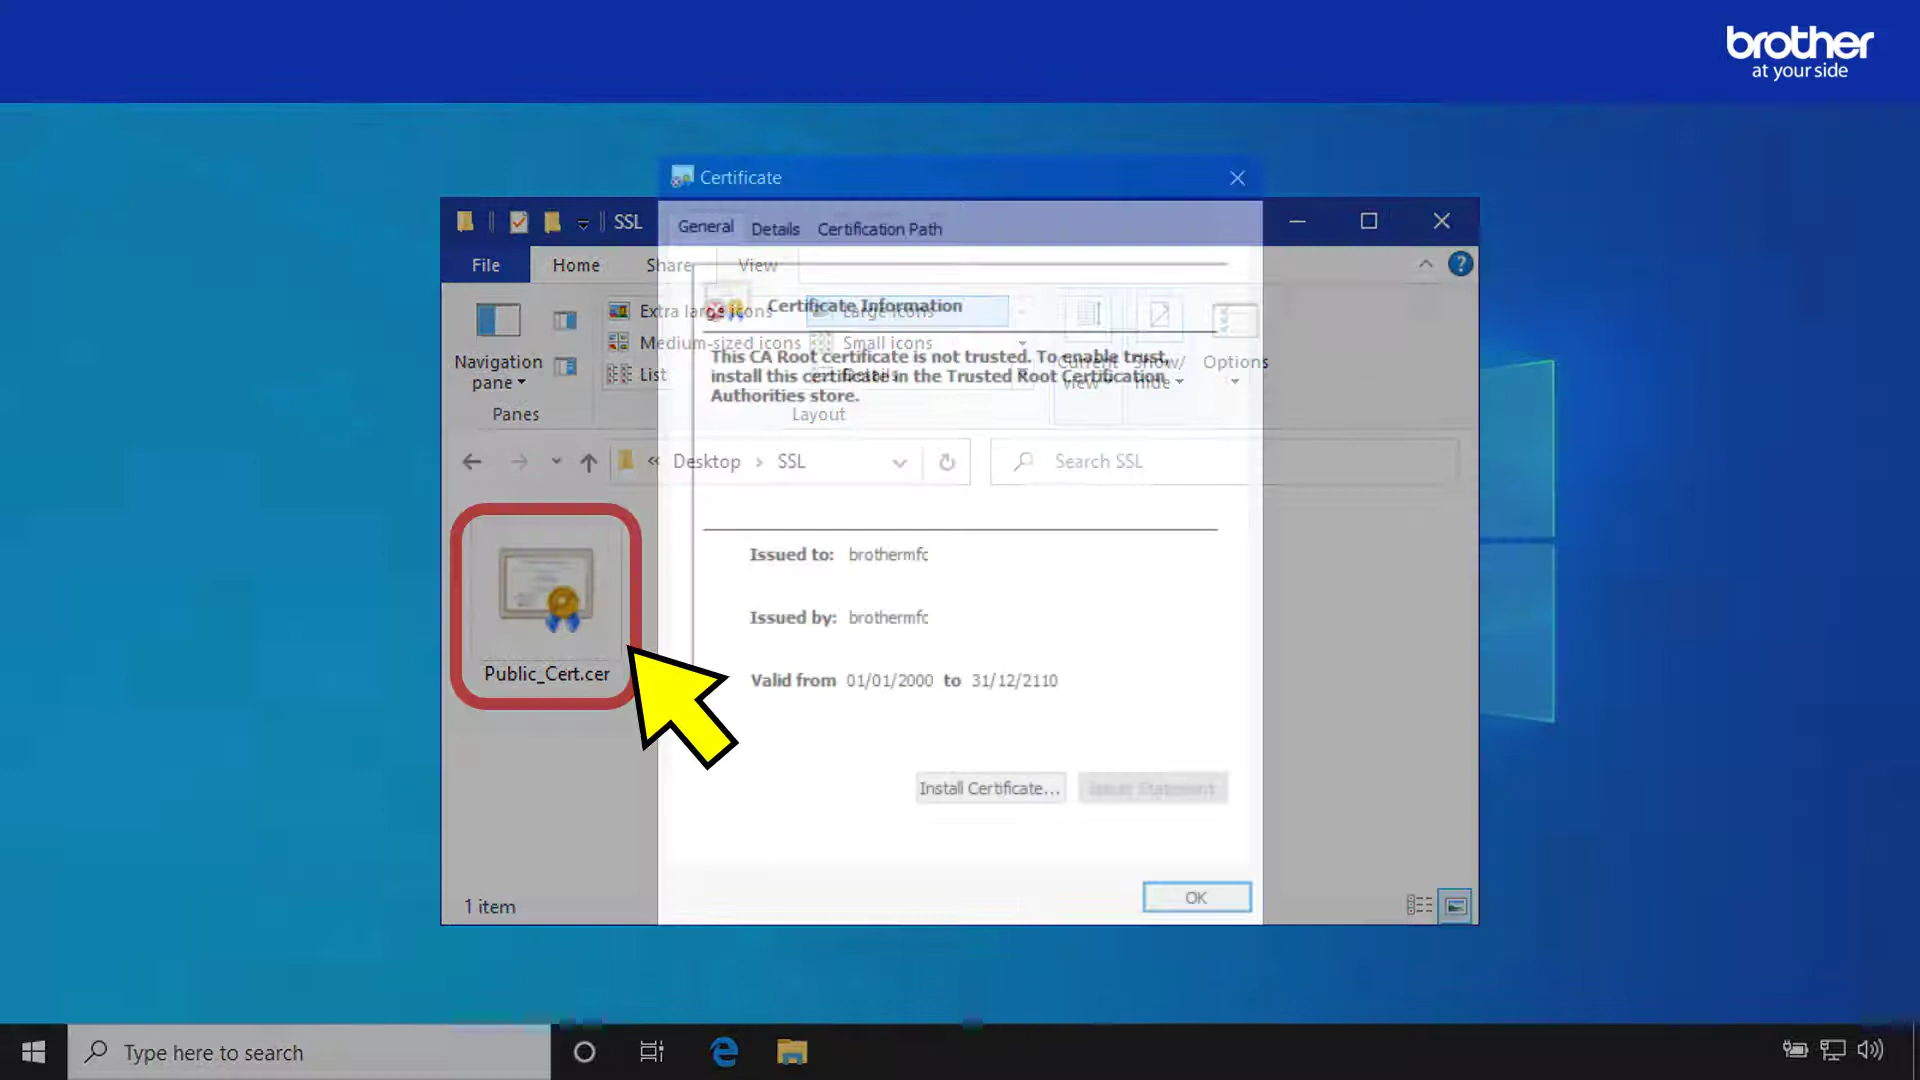 brother
at your side
Certificate
SSL
General
Details
Certification Path
File
Home
Share
View
Certificate Information
Extra large icons
Large icons
Medium-sized icons
Small icons
List
Details
Navigation
pane
Current
View
Show/
Hide
Options
This CA Root certificate is not trusted. To enable trust,
install this certificate in the Trusted Root Certification
Authorities store.
Panes
Layout
« Desktop > SSL
Search SSL
Issued to: brothermfc
Issued by: brothermfc
Valid from 01/01/2000 to 31/12/2110
Public_Cert.cer
Install Certificate...
Issuer Statement
OK
1 item
Type here to search